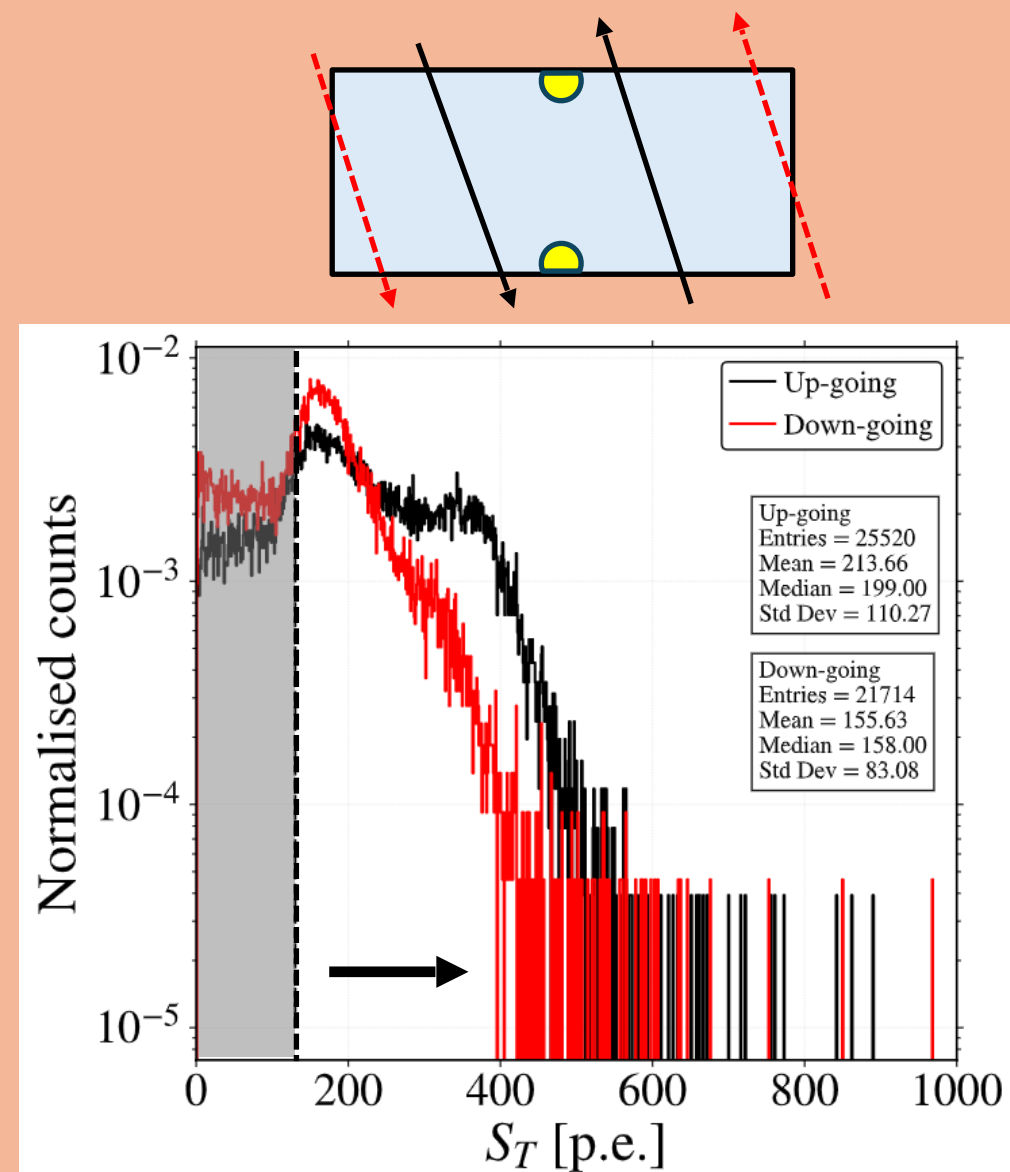 10⁻²
10⁻³
10⁻⁴
10⁻⁵
Normalised counts
Up-going
Down-going
Up-going
Entries = 25520
Mean = 213.66
Median = 199.00
Std Dev = 110.27
Down-going
Entries = 21714
Mean = 155.63
Median = 158.00
Std Dev = 83.08
0 200 400 600 800 1000
S_T [p.e.]